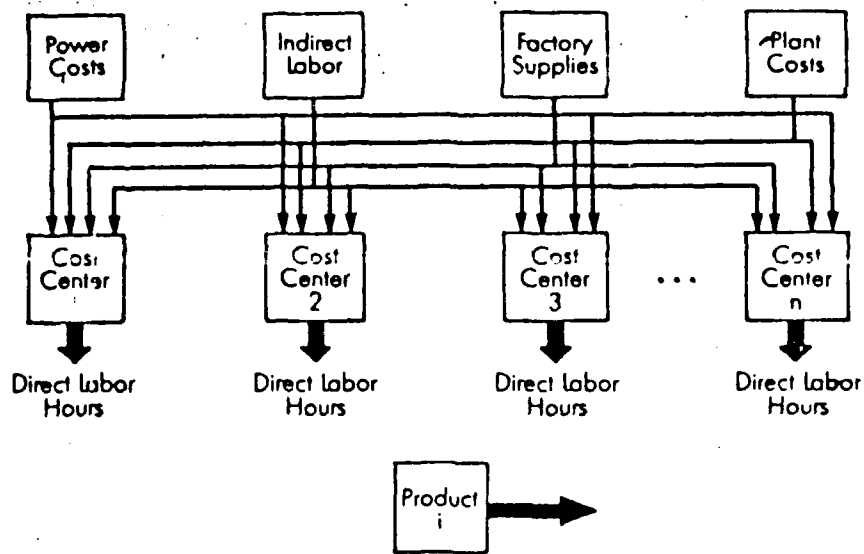 Power
Costs
Indirect
Labor
Factory
Supplies
Plant
Costs
Cost
Center
1
Cost
Center
2
Cost
Center
3
...
Cost
Center
n
Direct Labor
Hours
Direct Labor
Hours
Direct Labor
Hours
Direct Labor
Hours
Product
i